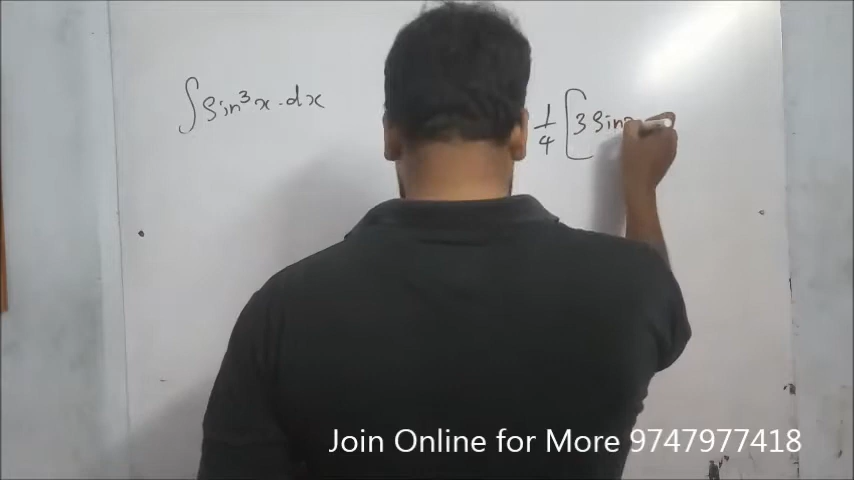 ∫ sin³x . dx
1/4 [ 3 sin
Join Online for More 9747977418